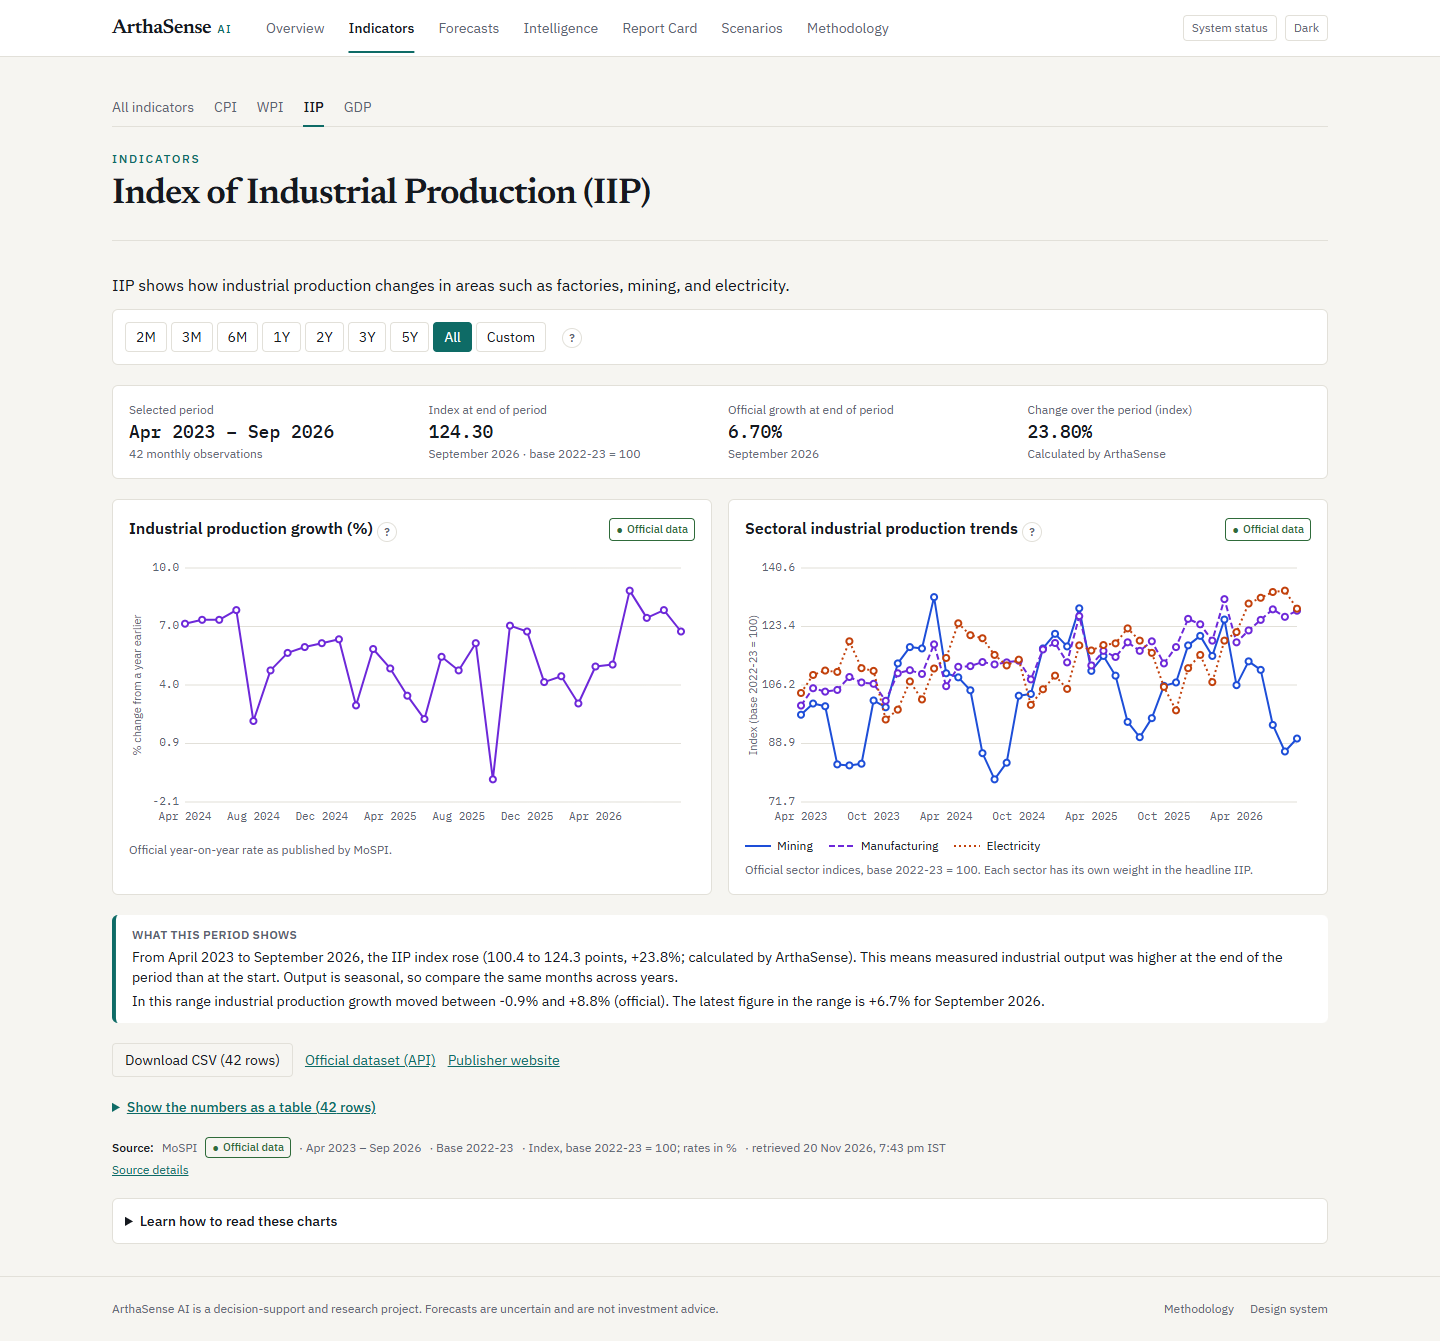 ArthaSense AI
Overview
Indicators
Forecasts
Intelligence
Report Card
Scenarios
Methodology
System status
Dark
All indicators
CPI
WPI
IIP
GDP
INDICATORS
Index of Industrial Production (IIP)
IIP shows how industrial production changes in areas such as factories, mining, and electricity.
2M
3M
6M
1Y
2Y
3Y
5Y
All
Custom
?
Selected period
Apr 2023 – Sep 2026
42 monthly observations
Index at end of period
124.30
September 2026 · base 2022-23 = 100
Official growth at end of period
6.70%
September 2026
Change over the period (index)
23.80%
Calculated by ArthaSense
Industrial production growth (%)
?
● Official data
% change from a year earlier
10.0
7.0
4.0
0.9
-2.1
Apr 2024
Aug 2024
Dec 2024
Apr 2025
Aug 2025
Dec 2025
Apr 2026
Official year-on-year rate as published by MoSPI.
Sectoral industrial production trends
?
● Official data
Index (base 2022-23 = 100)
140.6
123.4
106.2
88.9
71.7
Apr 2023
Oct 2023
Apr 2024
Oct 2024
Apr 2025
Oct 2025
Apr 2026
Mining
Manufacturing
Electricity
Official sector indices, base 2022-23 = 100. Each sector has its own weight in the headline IIP.
WHAT THIS PERIOD SHOWS
From April 2023 to September 2026, the IIP index rose (100.4 to 124.3 points, +23.8%; calculated by ArthaSense). This means measured industrial output was higher at the end of the
period than at the start. Output is seasonal, so compare the same months across years.
In this range industrial production growth moved between -0.9% and +8.8% (official). The latest figure in the range is +6.7% for September 2026.
Download CSV (42 rows)
Official dataset (API)
Publisher website
▶ Show the numbers as a table (42 rows)
Source: MoSPI ● Official data · Apr 2023 – Sep 2026 · Base 2022-23 · Index, base 2022-23 = 100; rates in % · retrieved 20 Nov 2026, 7:43 pm IST
Source details
▶ Learn how to read these charts
ArthaSense AI is a decision-support and research project. Forecasts are uncertain and are not investment advice.
Methodology
Design system